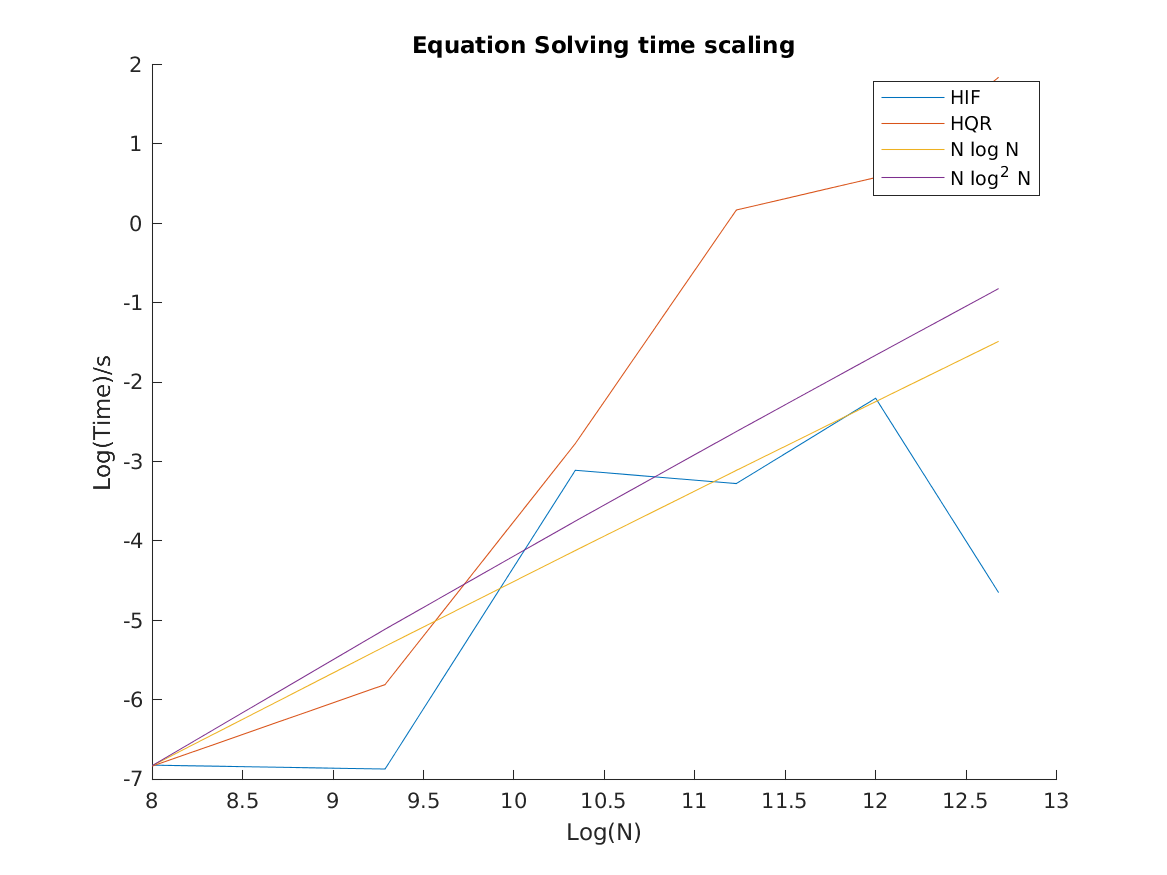 Equation Solving time scaling
2
1
0
-1
-2
-3
-4
-5
-6
-7
Log(Time)/s
HIF
HQR
N log N
N log² N
8 8.5 9 9.5 10 10.5 11 11.5 12 12.5 13
Log(N)